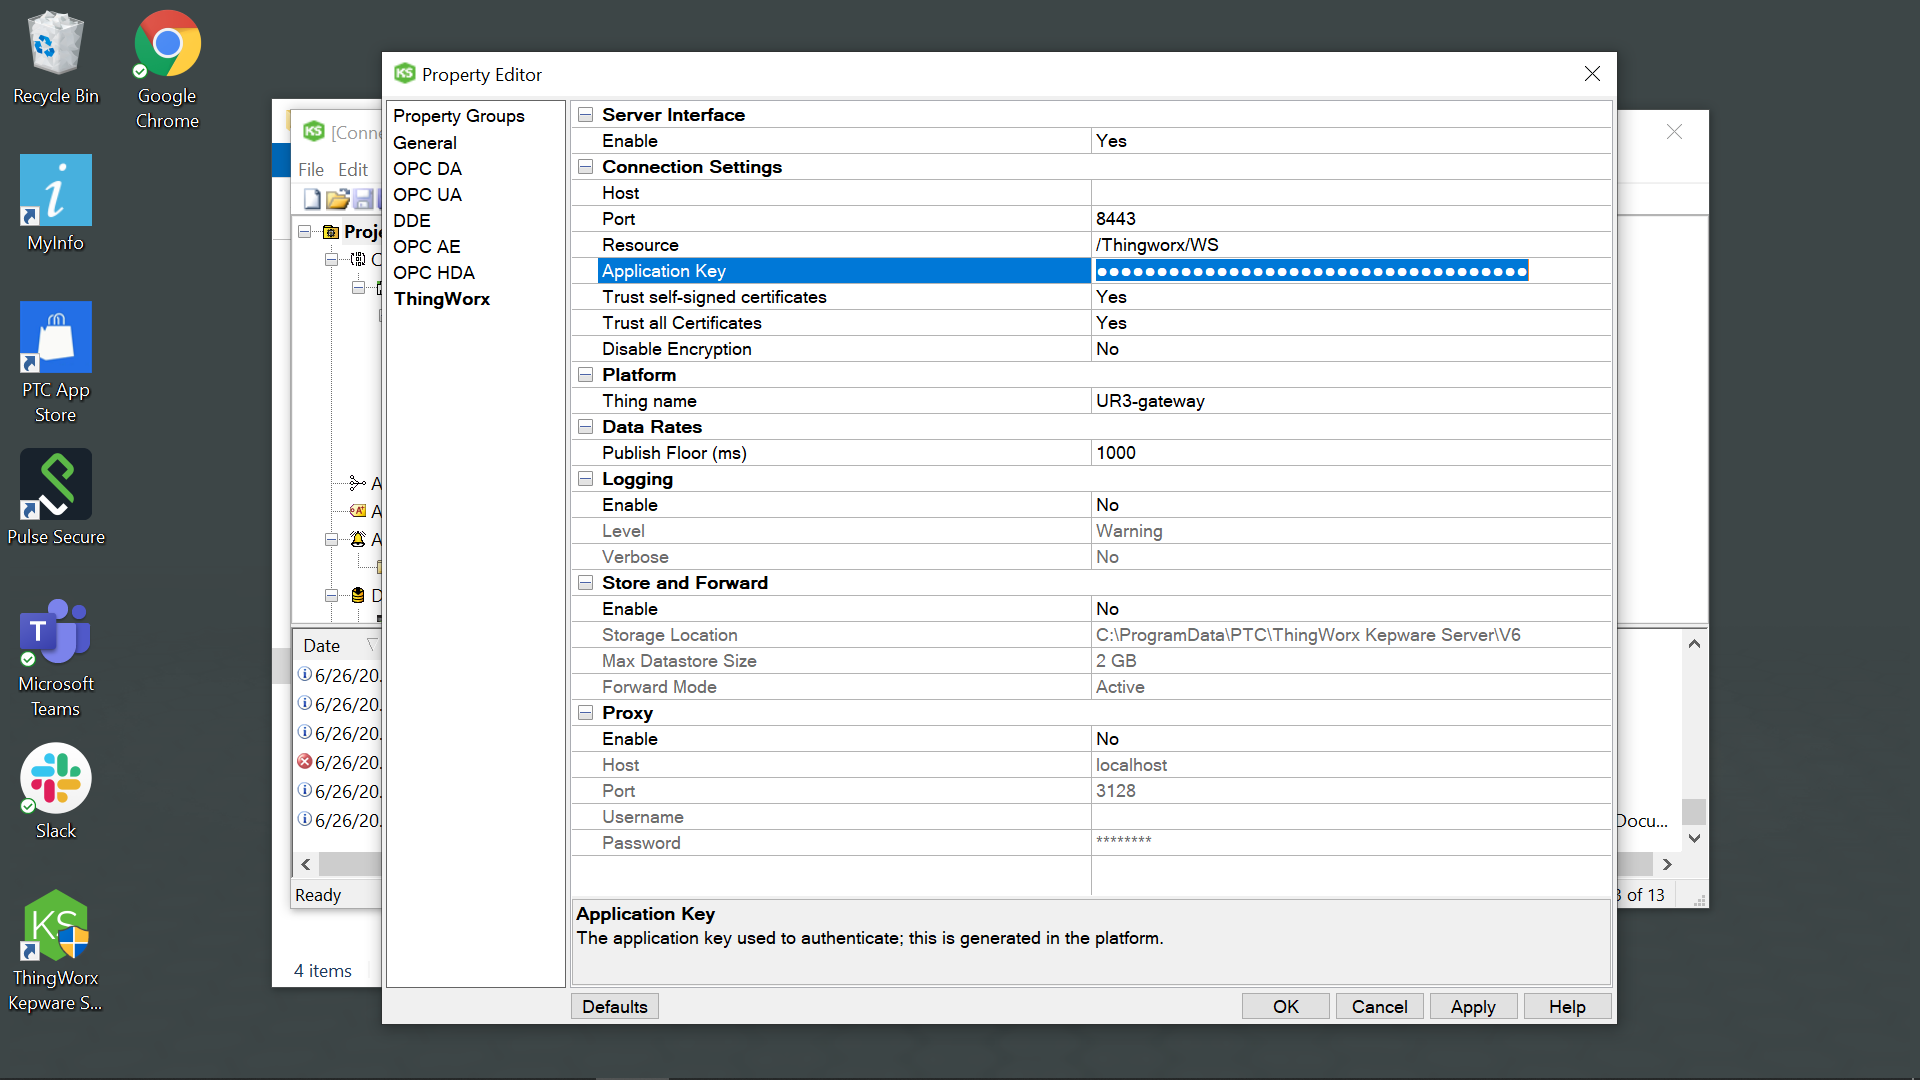 Recycle Bin
Google
Chrome
MyInfo
PTC App
Store
Pulse Secure
T
Microsoft
Teams
Slack
KS
ThingWorx
Kepware S...
KS [Conne
File Edit
Proje
Date
6/26/20
6/26/20
6/26/20
6/26/20
6/26/20
6/26/20
Ready
4 items
Docu...
3 of 13
KS Property Editor
Property Groups
General
OPC DA
OPC UA
DDE
OPC AE
OPC HDA
ThingWorx
Server Interface
Enable Yes
Connection Settings
Host
Port 8443
Resource /Thingworx/WS
Application Key ●●●●●●●●●●●●●●●●●●●●●●●●●●●●●●●●●●●●
Trust self-signed certificates Yes
Trust all Certificates Yes
Disable Encryption No
Platform
Thing name UR3-gateway
Data Rates
Publish Floor (ms) 1000
Logging
Enable No
Level Warning
Verbose No
Store and Forward
Enable No
Storage Location C:\ProgramData\PTC\ThingWorx Kepware Server\V6
Max Datastore Size 2 GB
Forward Mode Active
Proxy
Enable No
Host localhost
Port 3128
Username
Password ********
Application Key
The application key used to authenticate; this is generated in the platform.
Defaults OK Cancel Apply Help